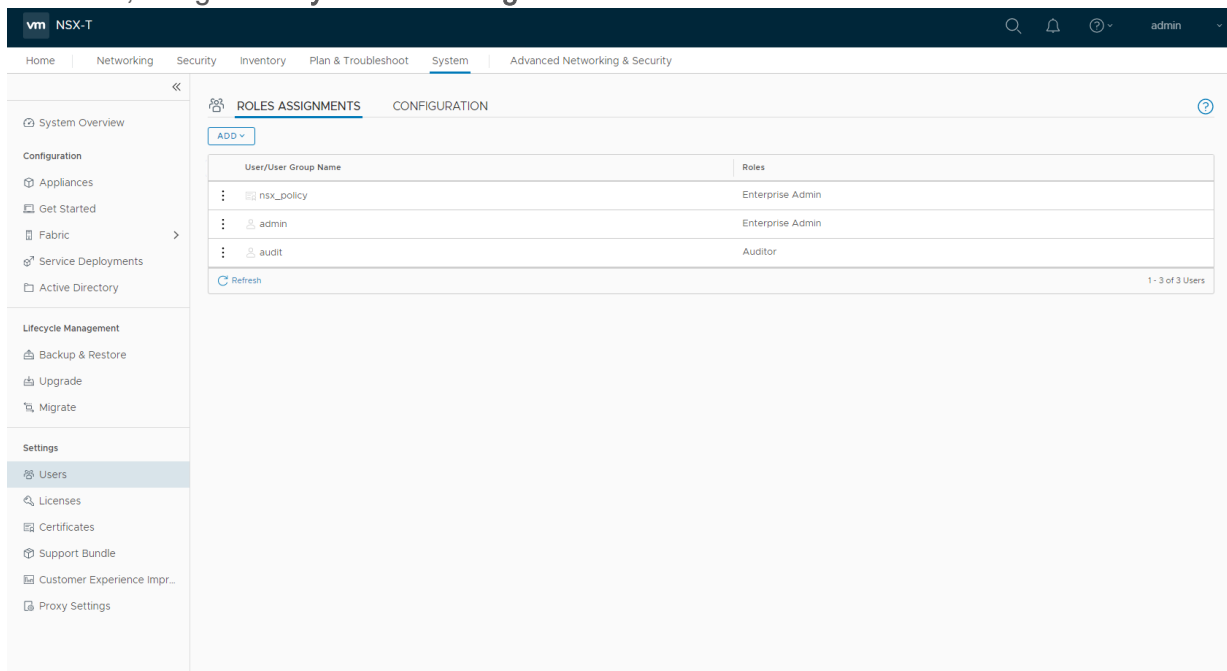 vm NSX-T
admin
Home Networking Security Inventory Plan & Troubleshoot System Advanced Networking & Security
System Overview
Configuration
Appliances
Get Started
Fabric
Service Deployments
Active Directory
Lifecycle Management
Backup & Restore
Upgrade
Migrate
Settings
Users
Licenses
Certificates
Support Bundle
Customer Experience Impr...
Proxy Settings
ROLES ASSIGNMENTS CONFIGURATION
ADD
User/User Group Name Roles
nsx_policy Enterprise Admin
admin Enterprise Admin
audit Auditor
Refresh 1 - 3 of 3 Users